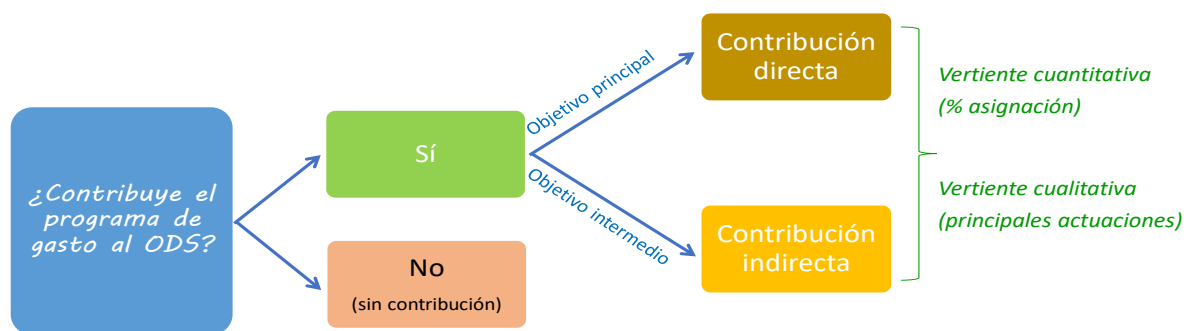 ¿Contribuye el
programa de
gasto al ODS?
Sí
No
(sin contribución)
Objetivo principal
Objetivo intermedio
Contribución
directa
Contribución
indirecta
Vertiente cuantitativa
(% asignación)
Vertiente cualitativa
(principales actuaciones)